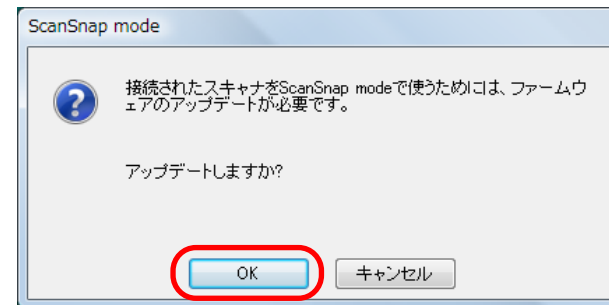 ScanSnap mode
接続されたスキャナをScanSnap modeで使うためには、ファームウ
ェアのアップデートが必要です。
アップデートしますか?
OK
キャンセル